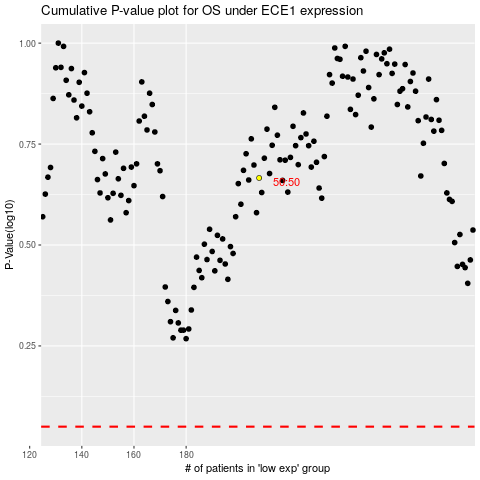 Cumulative P-value plot for OS under ECE1 expression
P-Value(log10)
1.00
0.75
0.50
0.25
50:50
120 140 160 180
# of patients in 'low exp' group